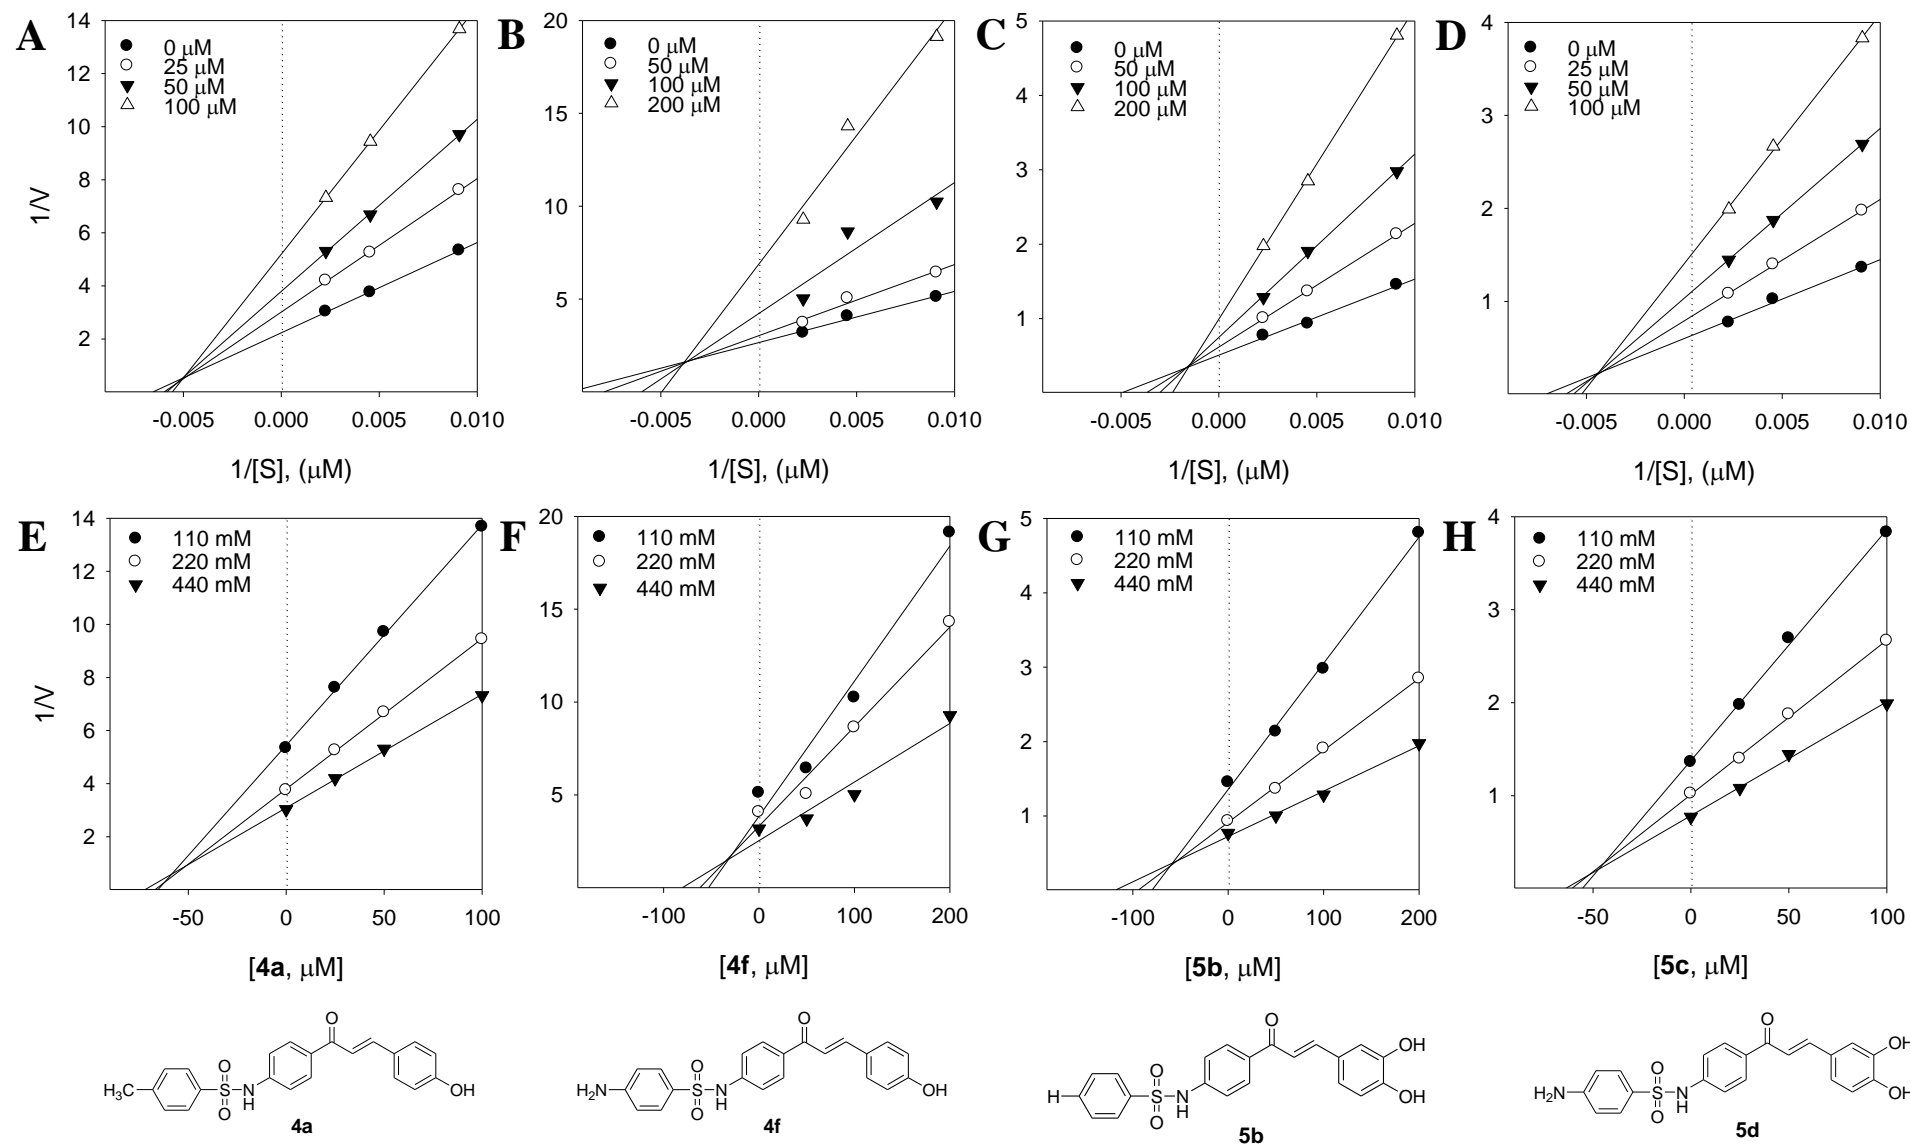 A
14
12
10
8
6
4
2
0 μM
25 μM
50 μM
100 μM
1/V
-0.005 0.000 0.005 0.010
1/[S], (μM)
B
20
15
10
5
0 μM
50 μM
100 μM
200 μM
-0.005 0.000 0.005 0.010
1/[S], (μM)
C
5
4
3
2
1
0 μM
50 μM
100 μM
200 μM
-0.005 0.000 0.005 0.010
1/[S], (μM)
D
4
3
2
1
0 μM
25 μM
50 μM
100 μM
-0.005 0.000 0.005 0.010
1/[S], (μM)
E
14
12
10
8
6
4
2
110 mM
220 mM
440 mM
1/V
-50 0 50 100
[4a, μM]
F
20
15
10
5
110 mM
220 mM
440 mM
-100 0 100 200
[4f, μM]
G
5
4
3
2
1
110 mM
220 mM
440 mM
-100 0 100 200
[5b, μM]
H
4
3
2
1
110 mM
220 mM
440 mM
-50 0 50 100
[5c, μM]
O
O
H₃C S N
H
O
OH
4a
O
O
H₂N S N
H
O
OH
4f
O
OH
O
H S N
H
O
OH
5b
O
OH
O
H₂N S N
H
O
OH
5d